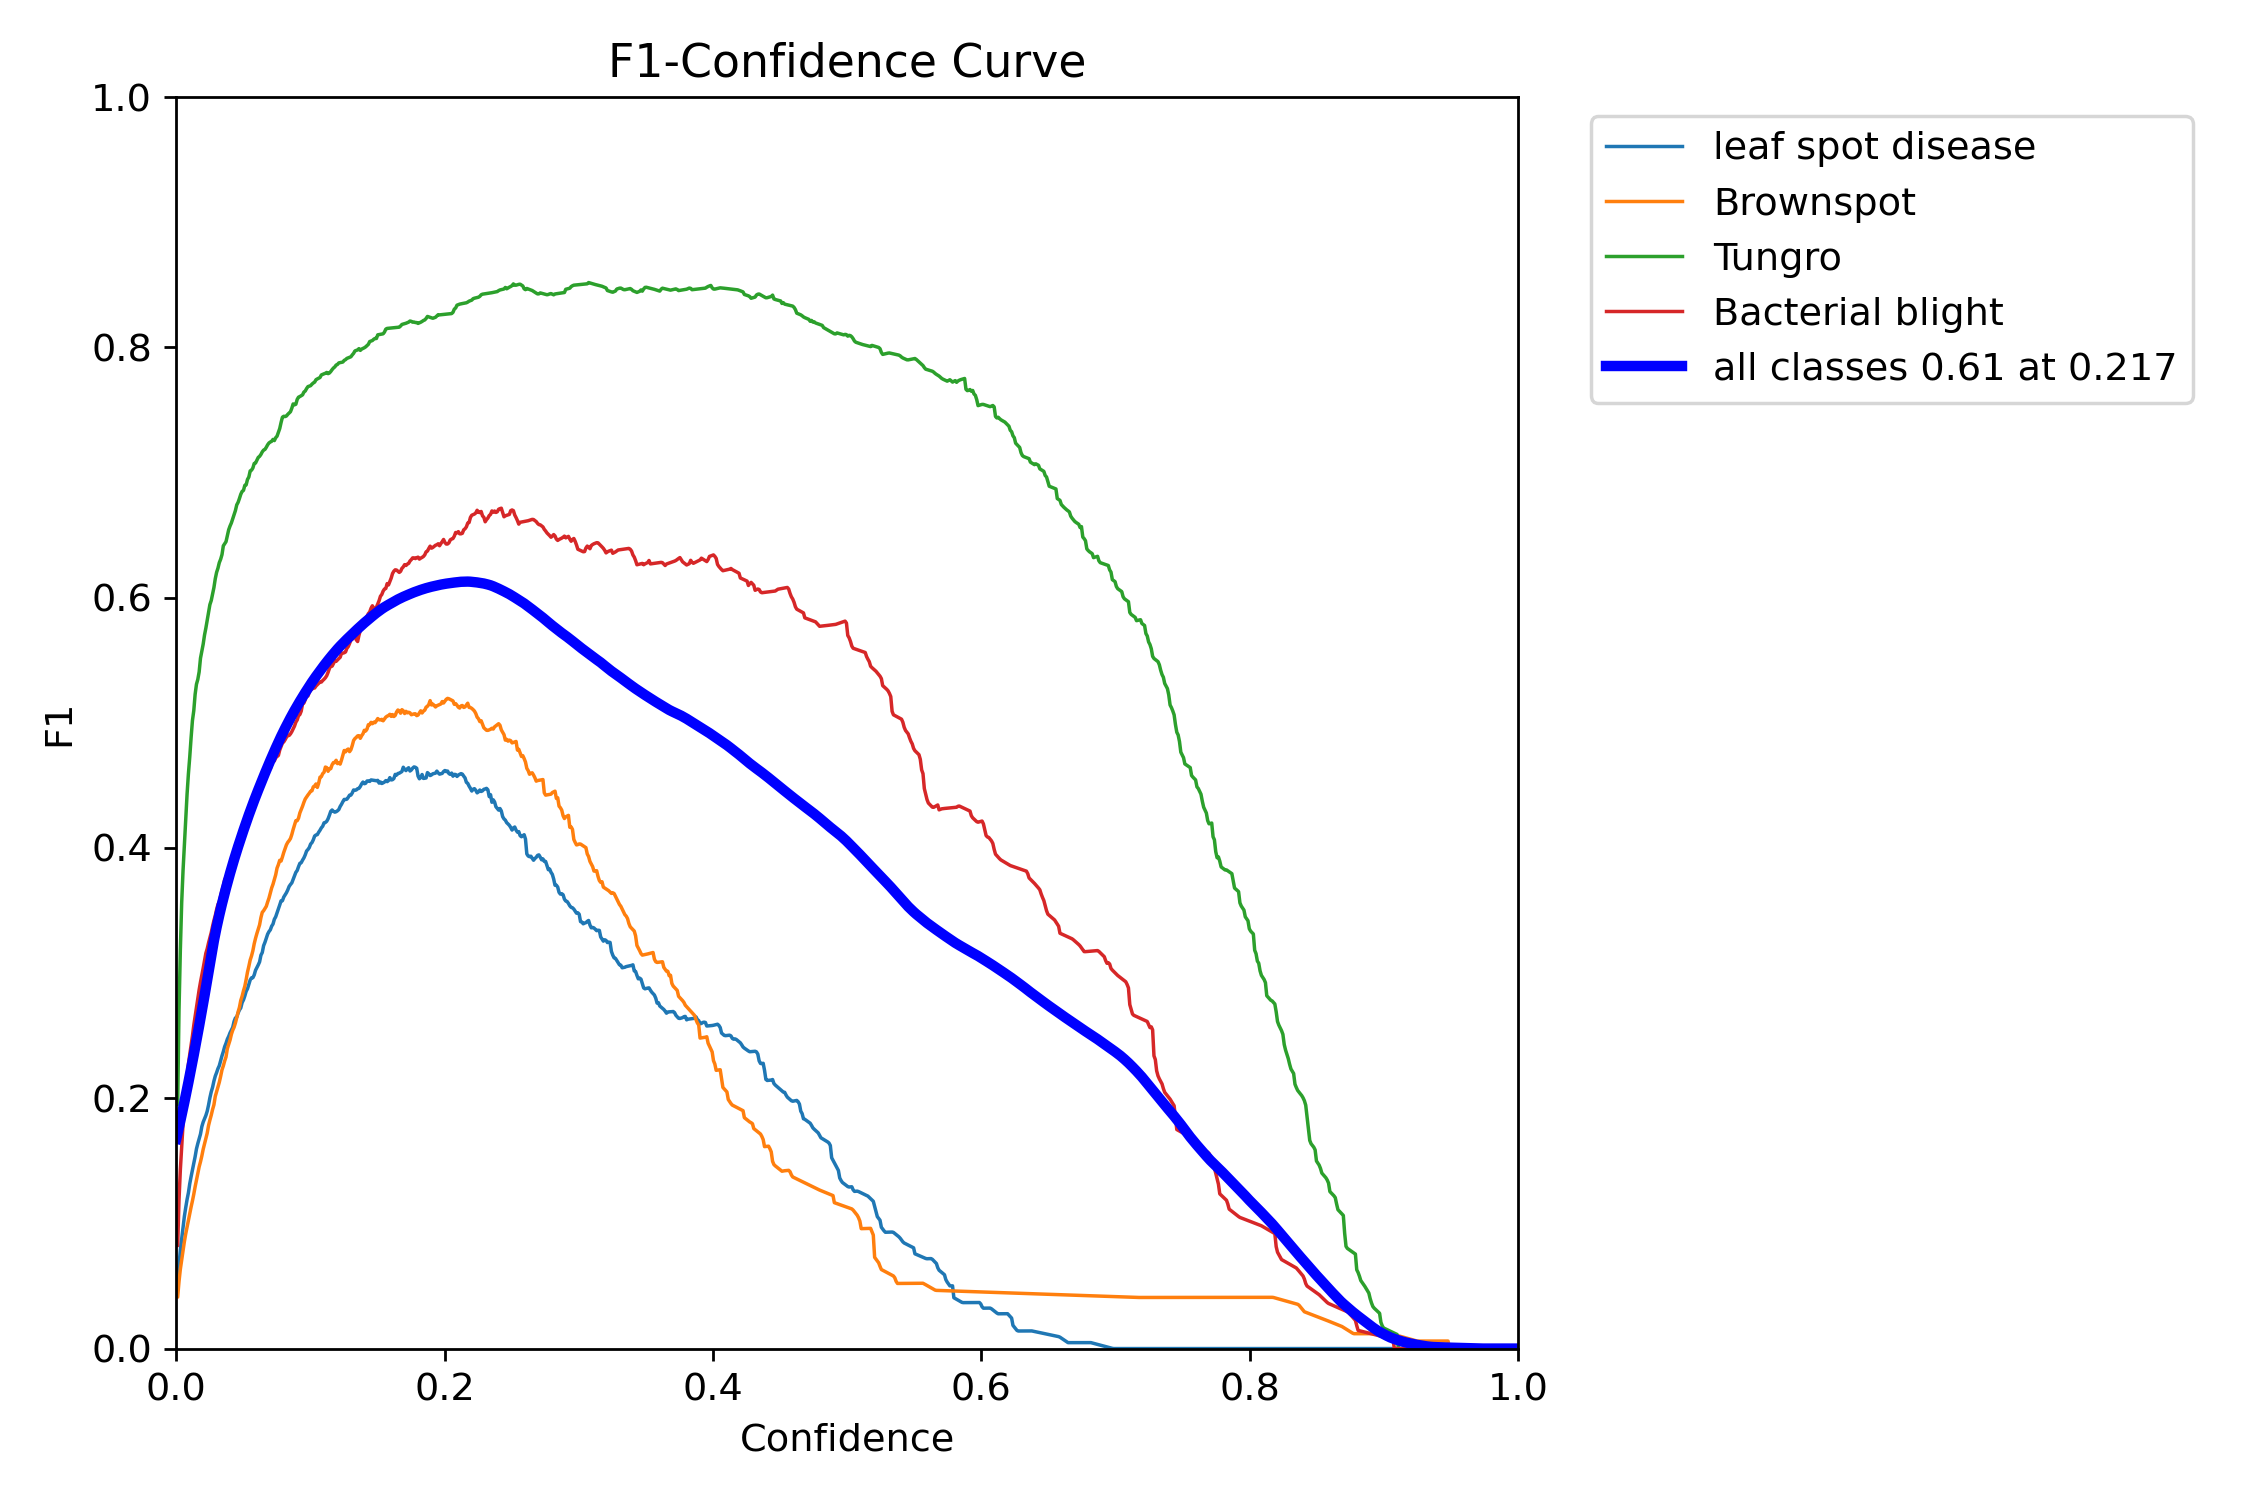 F1-Confidence Curve
1.0
0.8
0.6
0.4
0.2
0.0
F1
0.0 0.2 0.4 0.6 0.8 1.0
Confidence
leaf spot disease
Brownspot
Tungro
Bacterial blight
all classes 0.61 at 0.217